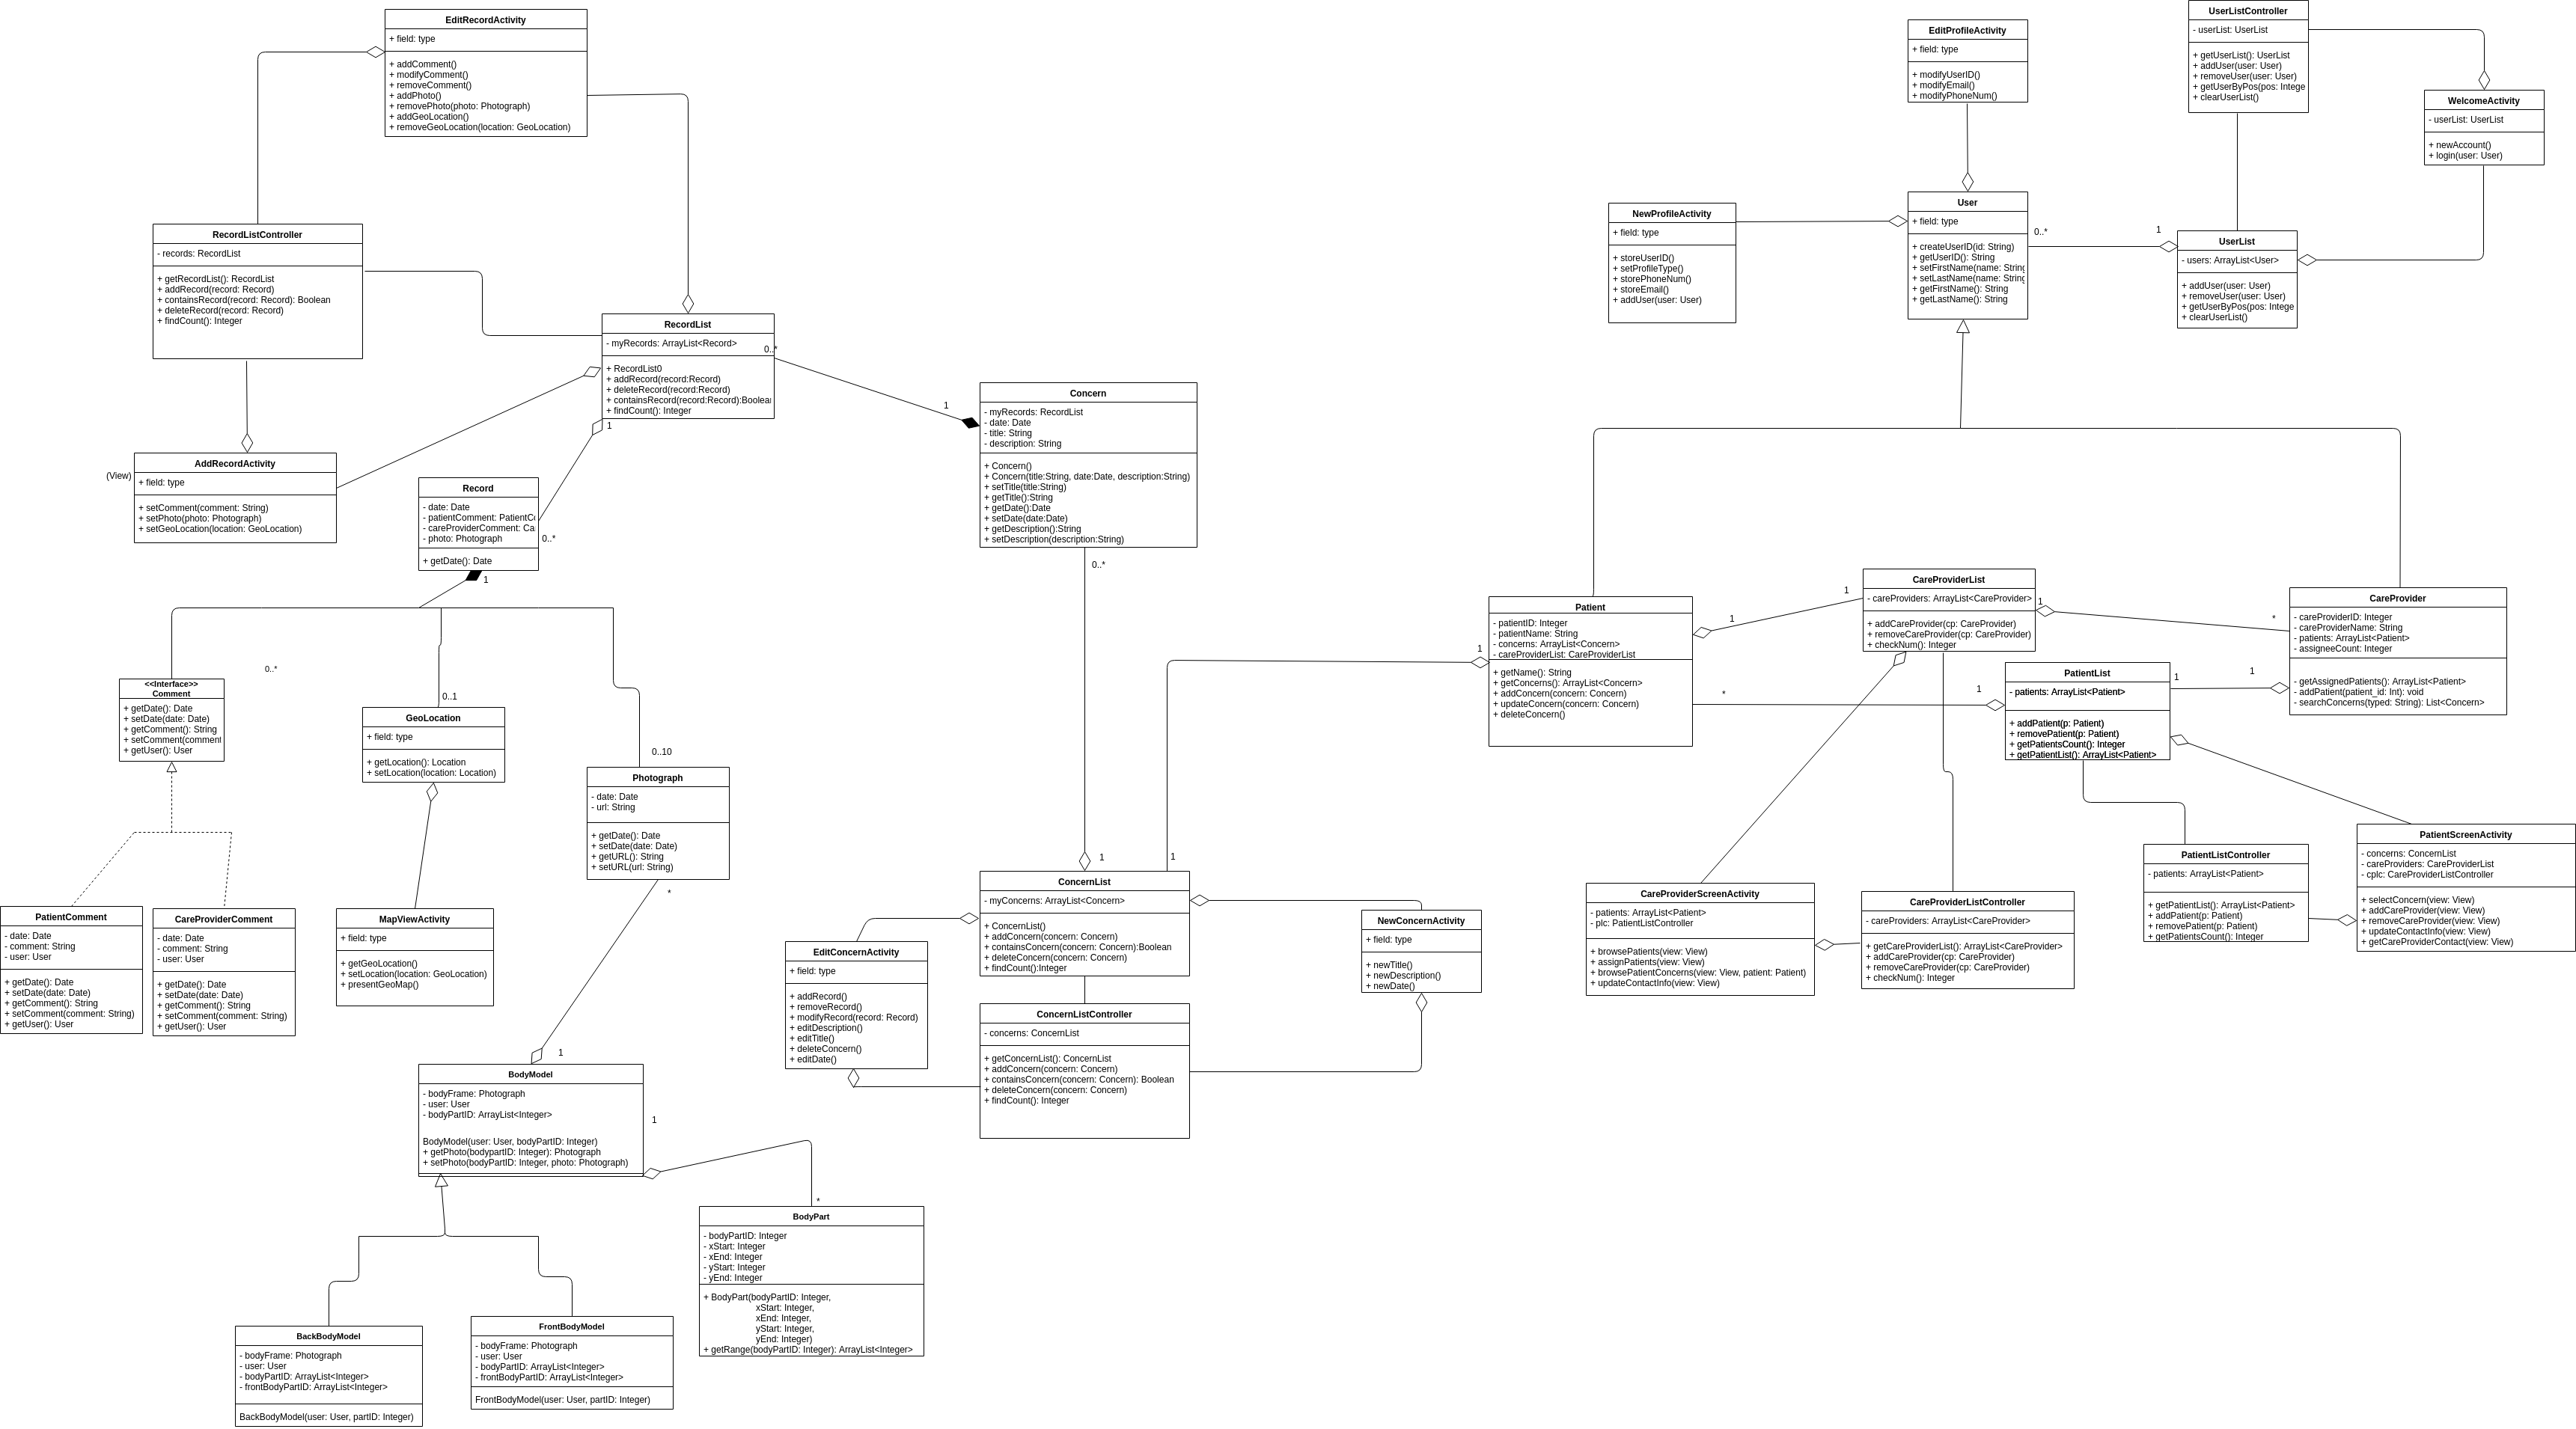 EditRecordActivity
+ field: type
+ addComment()
+ modifyComment()
+ removeComment()
+ addPhoto()
+ removePhoto(photo: Photograph)
+ addGeoLocation()
+ removeGeoLocation(location: GeoLocation)
RecordListController
- records: RecordList
+ getRecordList(): RecordList
+ addRecord(record: Record)
+ containsRecord(record: Record): Boolean
+ deleteRecord(record: Record)
+ findCount(): Integer
RecordList
- myRecords: ArrayList<Record>
+ RecordList0
+ addRecord(record:Record)
+ deleteRecord(record:Record)
+ containsRecord(record:Record):Boolean
+ findCount(): Integer
0..*
1
1
(View)
AddRecordActivity
+ field: type
+ setComment(comment: String)
+ setPhoto(photo: Photograph)
+ setGeoLocation(location: GeoLocation)
Record
- date: Date
- patientComment: PatientCo
- careProviderComment: Ca
- photo: Photograph
+ getDate(): Date
0..*
1
Concern
- myRecords: RecordList
- date: Date
- title: String
- description: String
+ Concern()
+ Concern(title:String, date:Date, description:String)
+ setTitle(title:String)
+ getTitle():String
+ getDate():Date
+ setDate(date:Date)
+ getDescription():String
+ setDescription(description:String)
0..*
0..*
0..1
0..10
<<Interface>>
Comment
+ getDate(): Date
+ setDate(date: Date)
+ getComment(): String
+ setComment(comment
+ getUser(): User
GeoLocation
+ field: type
+ getLocation(): Location
+ setLocation(location: Location)
Photograph
- date: Date
- url: String
+ getDate(): Date
+ setDate(date: Date)
+ getURL(): String
+ setURL(url: String)
*
PatientComment
- date: Date
- comment: String
- user: User
+ getDate(): Date
+ setDate(date: Date)
+ getComment(): String
+ setComment(comment: String)
+ getUser(): User
CareProviderComment
- date: Date
- comment: String
- user: User
+ getDate(): Date
+ setDate(date: Date)
+ getComment(): String
+ setComment(comment: String)
+ getUser(): User
MapViewActivity
+ field: type
+ getGeoLocation()
+ setLocation(location: GeoLocation)
+ presentGeoMap()
1
BodyModel
- bodyFrame: Photograph
- user: User
- bodyPartID: ArrayList<Integer>
BodyModel(user: User, bodyPartID: Integer)
+ getPhoto(bodypartID: Integer): Photograph
+ setPhoto(bodyPartID: Integer, photo: Photograph)
1
*
BodyPart
- bodyPartID: Integer
- xStart: Integer
- xEnd: Integer
- yStart: Integer
- yEnd: Integer
+ BodyPart(bodyPartID: Integer,
xStart: Integer,
xEnd: Integer,
yStart: Integer,
yEnd: Integer)
+ getRange(bodyPartID: Integer): ArrayList<Integer>
BackBodyModel
- bodyFrame: Photograph
- user: User
- bodyPartID: ArrayList<Integer>
- frontBodyPartID: ArrayList<Integer>
BackBodyModel(user: User, partID: Integer)
FrontBodyModel
- bodyFrame: Photograph
- user: User
- bodyPartID: ArrayList<Integer>
- frontBodyPartID: ArrayList<Integer>
FrontBodyModel(user: User, partID: Integer)
1
1
ConcernList
- myConcerns: ArrayList<Concern>
+ ConcernList()
+ addConcern(concern: Concern)
+ containsConcern(concern: Concern):Boolean
+ deleteConcern(concern: Concern)
+ findCount():Integer
EditConcernActivity
+ field: type
+ addRecord()
+ removeRecord()
+ modifyRecord(record: Record)
+ editDescription()
+ editTitle()
+ deleteConcern()
+ editDate()
NewConcernActivity
+ field: type
+ newTitle()
+ newDescription()
+ newDate()
ConcernListController
- concerns: ConcernList
+ getConcernList(): ConcernList
+ addConcern(concern: Concern)
+ containsConcern(concern: Concern): Boolean
+ deleteConcern(concern: Concern)
+ findCount(): Integer
EditProfileActivity
+ field: type
+ modifyUserID()
+ modifyEmail()
+ modifyPhoneNum()
UserListController
- userList: UserList
+ getUserList(): UserList
+ addUser(user: User)
+ removeUser(user: User)
+ getUserByPos(pos: Intege
+ clearUserList()
WelcomeActivity
- userList: UserList
+ newAccount()
+ login(user: User)
NewProfileActivity
+ field: type
+ storeUserID()
+ setProfileType()
+ storePhoneNum()
+ storeEmail()
+ addUser(user: User)
User
+ field: type
+ createUserID(id: String)
+ getUserID(): String
+ setFirstName(name: String
+ setLastName(name: String
+ getFirstName(): String
+ getLastName(): String
0..*
1
UserList
- users: ArrayList<User>
+ addUser(user: User)
+ removeUser(user: User)
+ getUserByPos(pos: Intege
+ clearUserList()
1
Patient
- patientID: Integer
- patientName: String
- concerns: ArrayList<Concern>
- careProviderList: CareProviderList
+ getName(): String
+ getConcerns(): ArrayList<Concern>
+ addConcern(concern: Concern)
+ updateConcern(concern: Concern)
+ deleteConcern()
1
1
*
1
CareProviderList
- careProviders: ArrayList<CareProvider>
+ addCareProvider(cp: CareProvider)
+ removeCareProvider(cp: CareProvider)
+ checkNum(): Integer
1
*
CareProvider
- careProviderID: Integer
- careProviderName: String
- patients: ArrayList<Patient>
- assigneeCount: Integer
- getAssignedPatients(): ArrayList<Patient>
- addPatient(patient_id: Int): void
- searchConcerns(typed: String): List<Concern>
PatientList
- patients: ArrayList<Patient>
+ addPatient(p: Patient)
+ removePatient(p: Patient)
+ getPatientsCount(): Integer
+ getPatientList(): ArrayList<Patient>
1
1
CareProviderScreenActivity
- patients: ArrayList<Patient>
- plc: PatientListController
+ browsePatients(view: View)
+ assignPatients(view: View)
+ browsePatientConcerns(view: View, patient: Patient)
+ updateContactInfo(view: View)
CareProviderListController
- careProviders: ArrayList<CareProvider>
+ getCareProviderList(): ArrayList<CareProvider>
+ addCareProvider(cp: CareProvider)
+ removeCareProvider(cp: CareProvider)
+ checkNum(): Integer
PatientListController
- patients: ArrayList<Patient>
+ getPatientList(): ArrayList<Patient>
+ addPatient(p: Patient)
+ removePatient(p: Patient)
+ getPatientsCount(): Integer
PatientScreenActivity
- concerns: ConcernList
- careProviders: CareProviderList
- cplc: CareProviderListController
+ selectConcern(view: View)
+ addCareProvider(view: View)
+ removeCareProvider(view: View)
+ updateContactInfo(view: View)
+ getCareProviderContact(view: View)